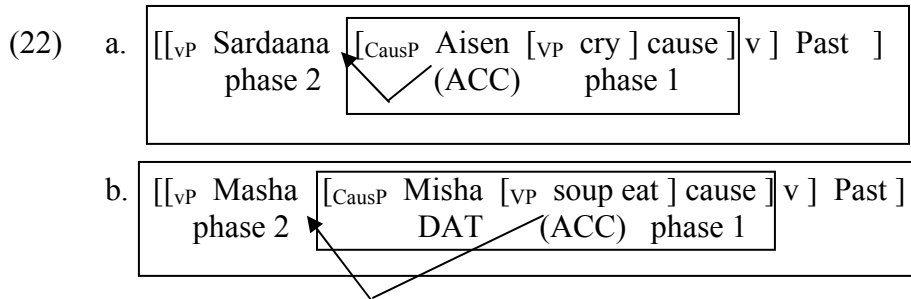 (22) a. [[vP Sardaana [CausP Aisen [VP cry ] cause ] v ] Past ]
phase 2 (ACC) phase 1
b. [[vP Masha [CausP Misha [VP soup eat ] cause ] v ] Past ]
phase 2 DAT (ACC) phase 1